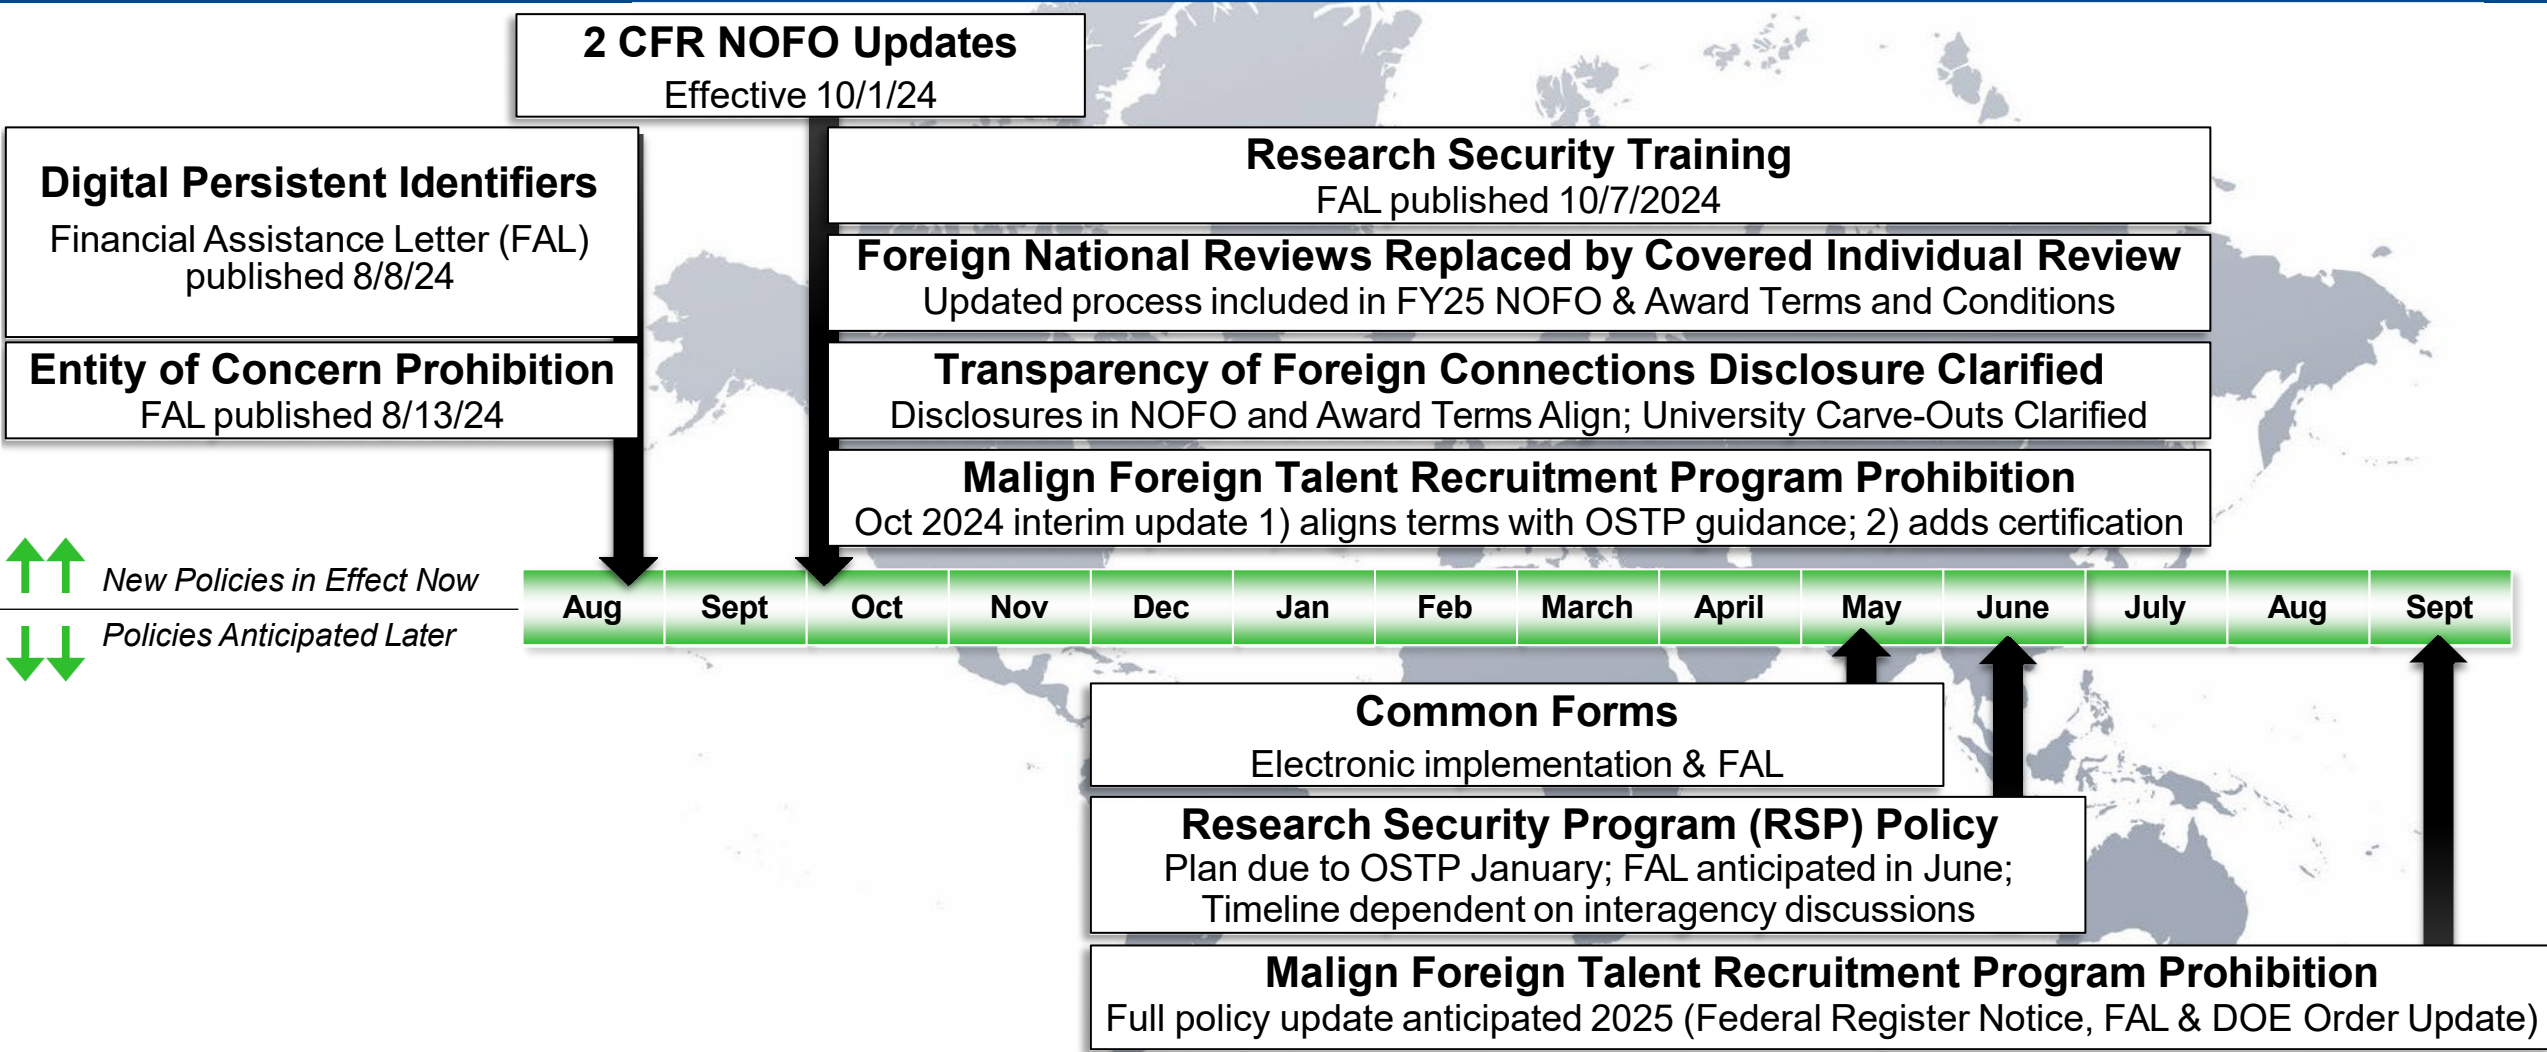 2 CFR NOFO Updates
Effective 10/1/24
Digital Persistent Identifiers
Financial Assistance Letter (FAL)
published 8/8/24
Entity of Concern Prohibition
FAL published 8/13/24
Research Security Training
FAL published 10/7/2024
Foreign National Reviews Replaced by Covered Individual Review
Updated process included in FY25 NOFO & Award Terms and Conditions
Transparency of Foreign Connections Disclosure Clarified
Disclosures in NOFO and Award Terms Align; University Carve-Outs Clarified
Malign Foreign Talent Recruitment Program Prohibition
Oct 2024 interim update 1) aligns terms with OSTP guidance; 2) adds certification
New Policies in Effect Now
Policies Anticipated Later
Aug Sept Oct Nov Dec Jan Feb March April May June July Aug Sept
Common Forms
Electronic implementation & FAL
Research Security Program (RSP) Policy
Plan due to OSTP January; FAL anticipated in June;
Timeline dependent on interagency discussions
Malign Foreign Talent Recruitment Program Prohibition
Full policy update anticipated 2025 (Federal Register Notice, FAL & DOE Order Update)